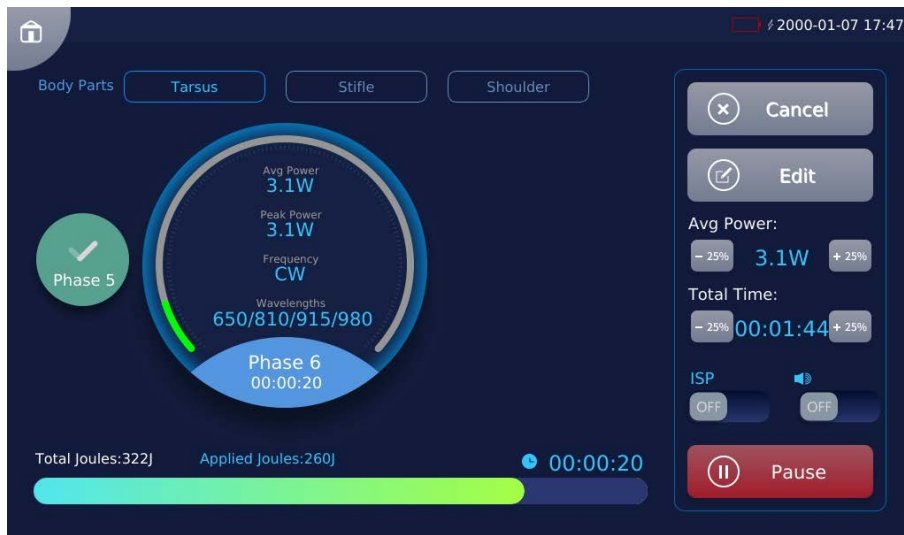 2000-01-07 17:47
Body Parts Tarsus Stifle Shoulder
Cancel
Edit
Avg Power
3.1W
Peak Power
3.1W
Frequency
CW
Wavelengths
650/810/915/980
Phase 5
Phase 6
00:00:20
Avg Power:
- 25% 3.1W + 25%
Total Time:
- 25% 00:01:44 + 25%
ISP
OFF OFF
Total Joules:322J Applied Joules:260J 00:00:20
Pause